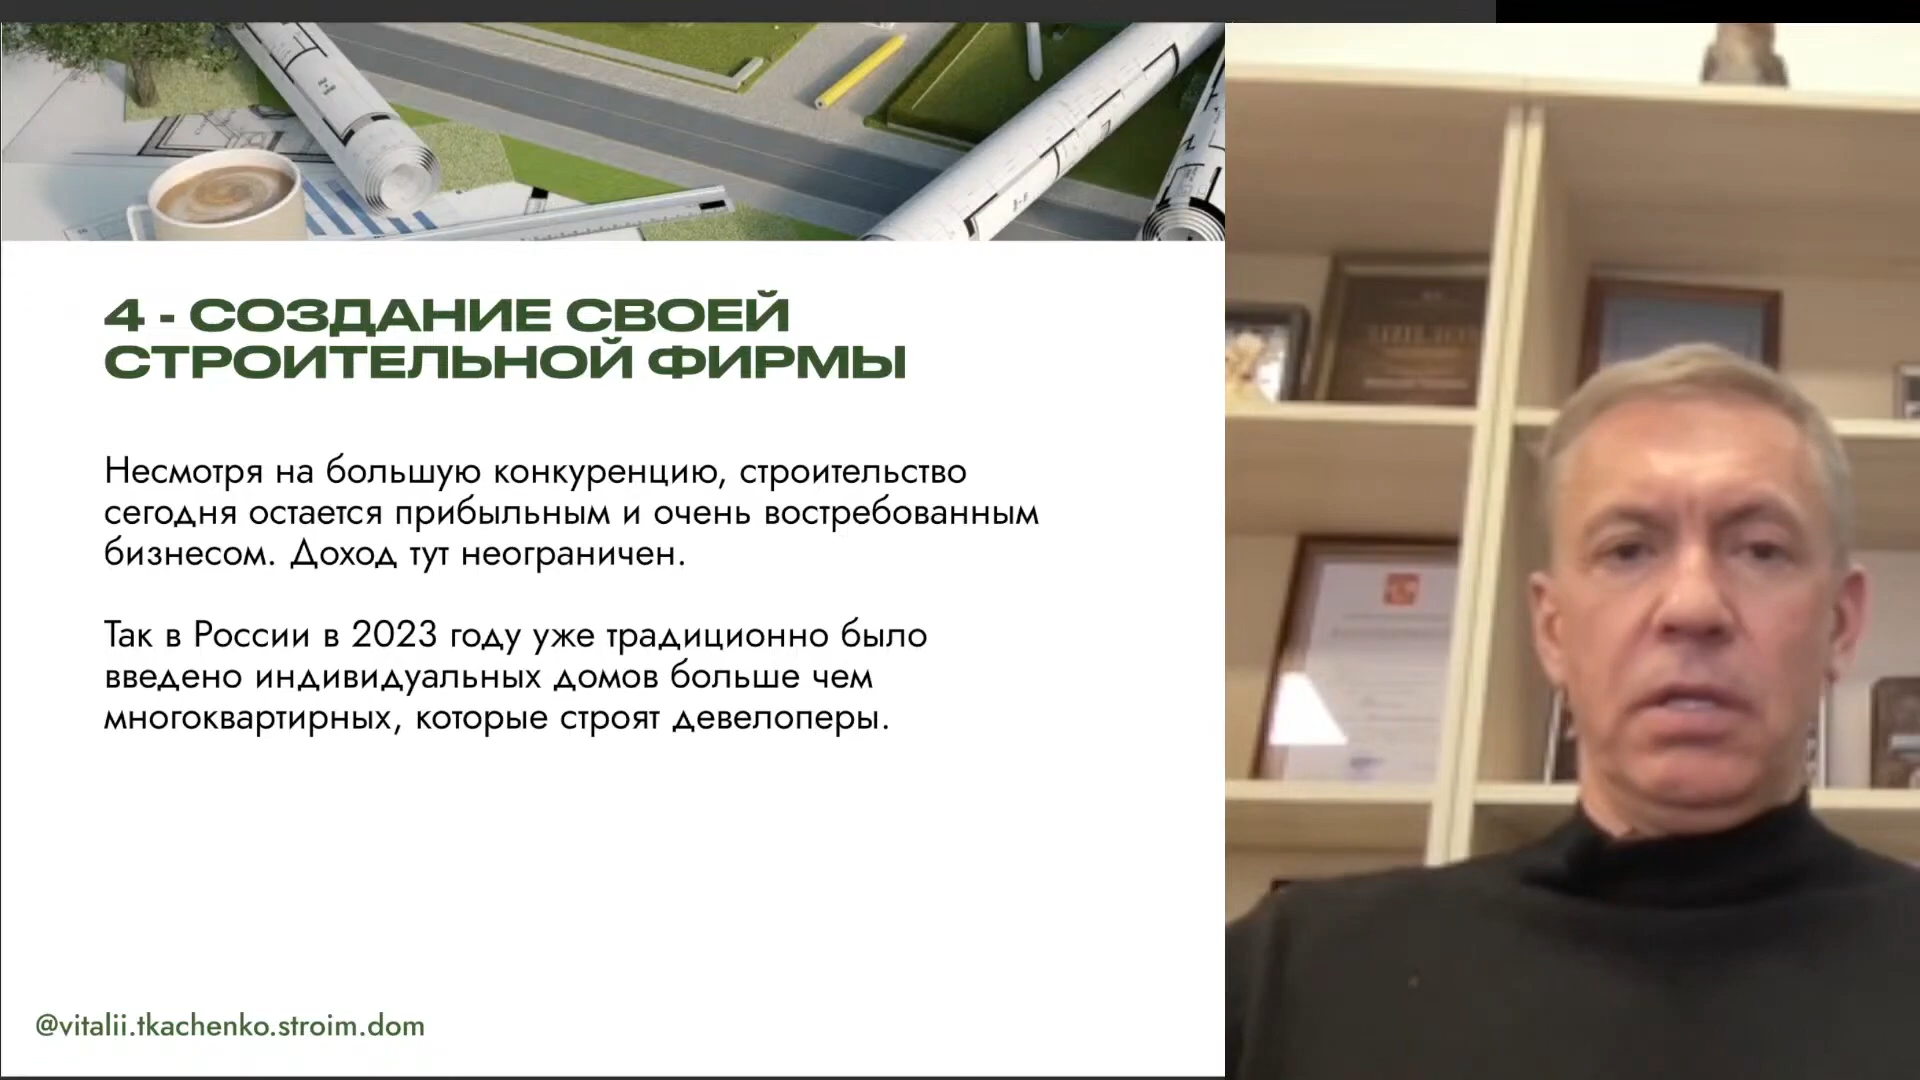 4 - СОЗДАНИЕ СВОЕЙ
СТРОИТЕЛЬНОЙ ФИРМЫ
Несмотря на большую конкуренцию, строительство
сегодня остается прибыльным и очень востребованным
бизнесом. Доход тут неограничен.
Так в России в 2023 году уже традиционно было
введено индивидуальных домов больше чем
многоквартирных, которые строят девелоперы.
@vitalii.tkachenko.stroim.dom